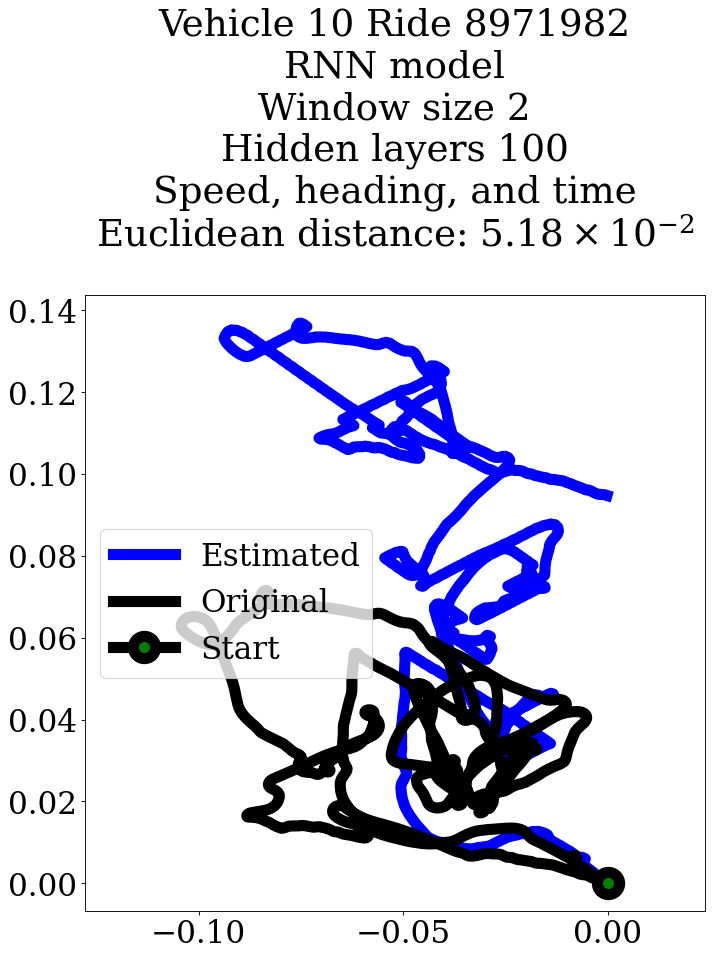 Vehicle 10 Ride 8971982
RNN model
Window size 2
Hidden layers 100
Speed, heading, and time
Euclidean distance: 5.18 × 10⁻²
0.14
0.12
0.10
0.08
0.06
0.04
0.02
0.00
Estimated
Original
Start
−0.10
−0.05
0.00